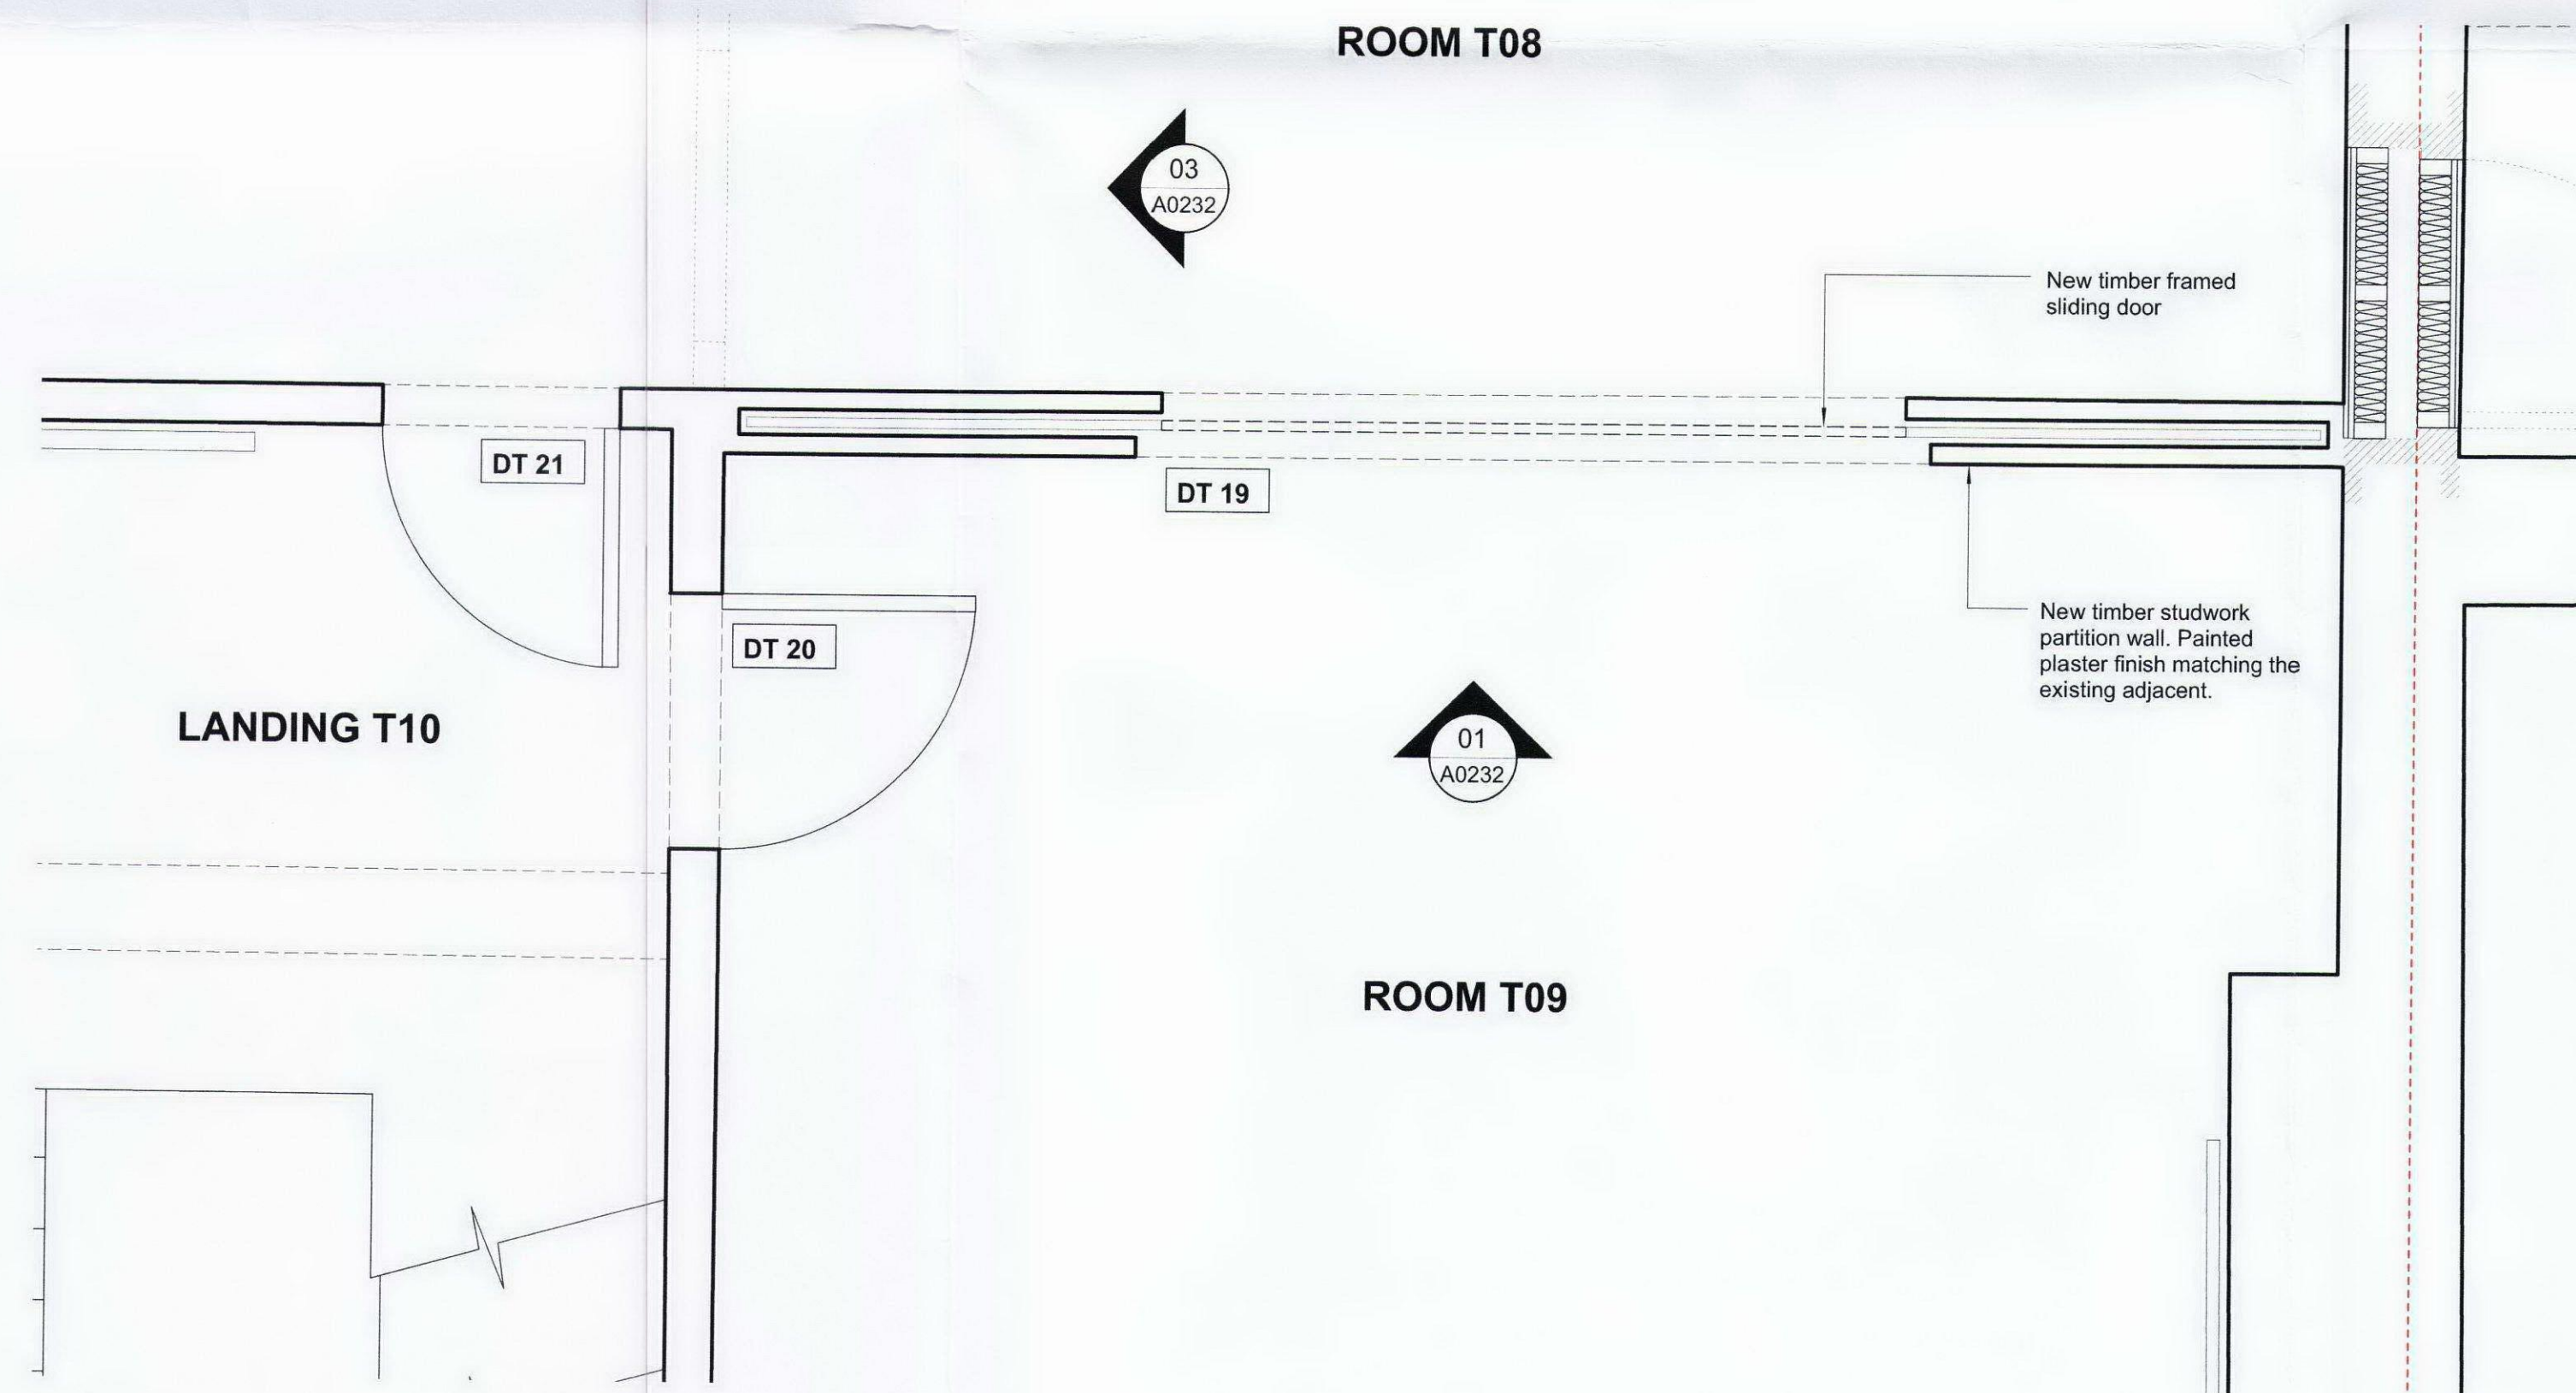 ROOM T08
03
A0232
New timber framed
sliding door
DT 21
DT 19
New timber studwork
partition wall. Painted
plaster finish matching the
existing adjacent.
DT 20
LANDING T10
01
A0232
ROOM T09